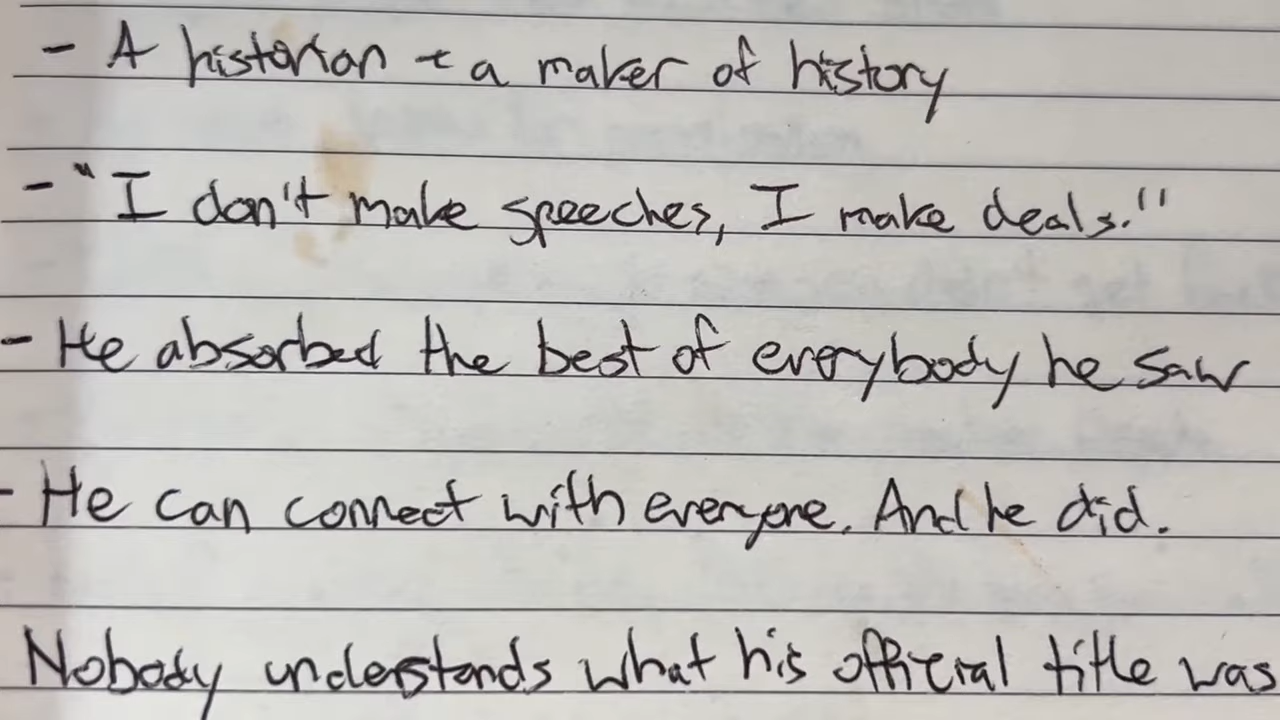 - A historian + a maker of history
- "I don't make speeches, I make deals."
- He absorbed the best of everybody he saw
- He can connect with everyone. And he did.
Nobody understands what his official title was